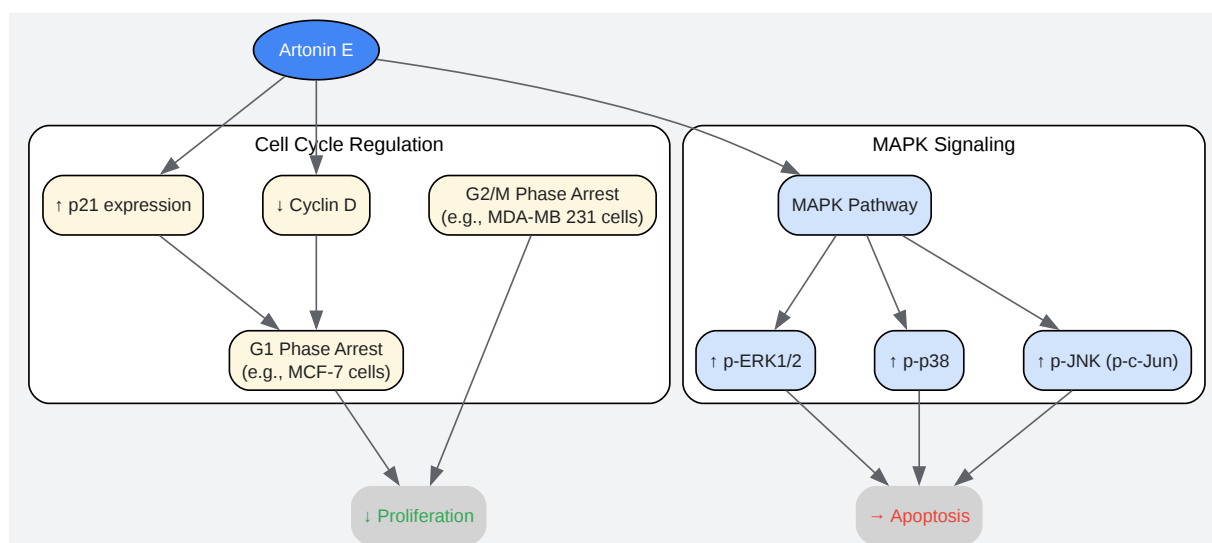 Artonin E
Cell Cycle Regulation
MAPK Signaling
↑ p21 expression
↓ Cyclin D
G2/M Phase Arrest
(e.g., MDA-MB 231 cells)
MAPK Pathway
G1 Phase Arrest
(e.g., MCF-7 cells)
↑ p-ERK1/2
↑ p-p38
↑ p-JNK (p-c-Jun)
↓ Proliferation
→ Apoptosis